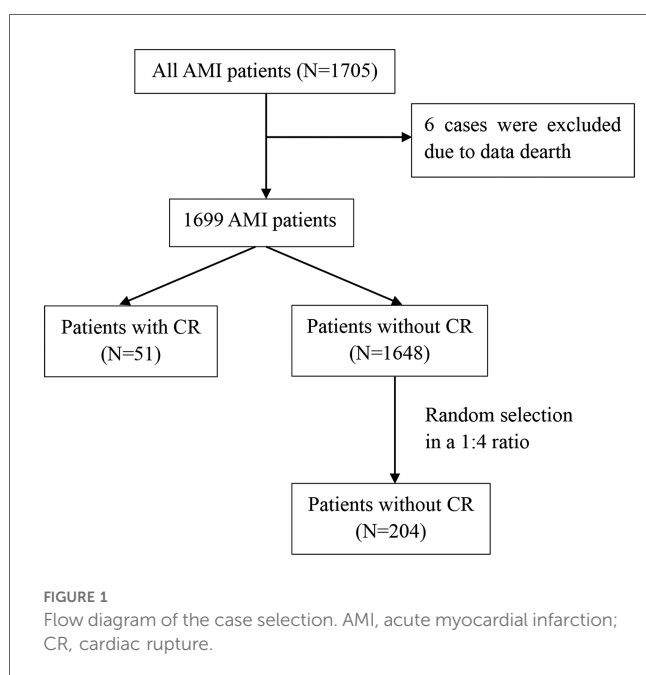 All AMI patients (N=1705)
6 cases were excluded
due to data dearth
1699 AMI patients
Patients with CR
(N=51)
Patients without CR
(N=1648)
Random selection
in a 1:4 ratio
Patients without CR
(N=204)
FIGURE 1
Flow diagram of the case selection. AMI, acute myocardial infarction;
CR, cardiac rupture.